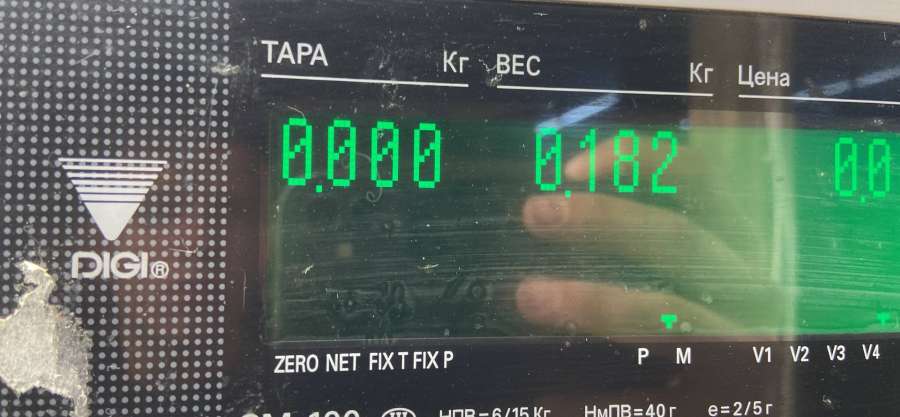 ТАРА Кг ВЕС Кг Цена
0.000 0.182 0.0
DIGI®
ZERO NET FIX T FIX P P M V1 V2 V3 V4
НПВ=6/15 Кг НмПВ=40 г е=2/5 г